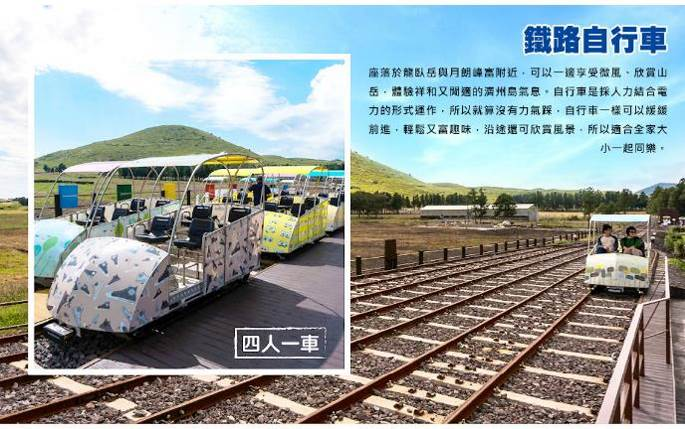 鐵路自行車
座落於龍臥岳與月朗峰富附近，可以一邊享受微風、欣賞山
岳，體驗祥和又閒適的濟州島氣息。自行車是採人力結合電
力的形式運作，所以就算沒有力氣踩，自行車一樣可以緩緩
前進，輕鬆又富趣味，沿途還可欣賞風景，所以適合全家大
小一起同樂。
四人一車